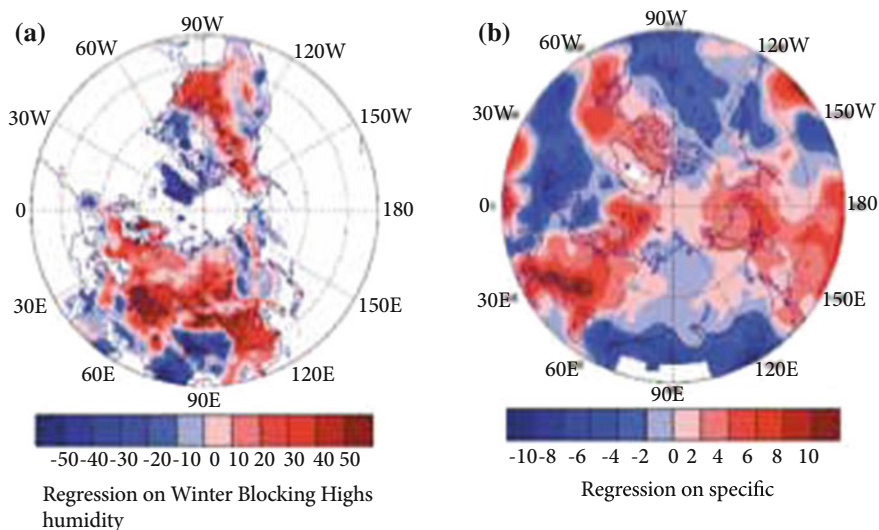 (a)
90W
60W
120W
30W
150W
0
180
30E
150E
60E
120E
90E
-50-40-30 -20-10 0 10 20 30 40 50
Regression on Winter Blocking Highs
humidity
(b)
90W
60W
120W
30W
150W
0
180
30E
150E
60E
120E
90E
-10-8 -6 -4 -2 0 2 4 6 8 10
Regression on specific